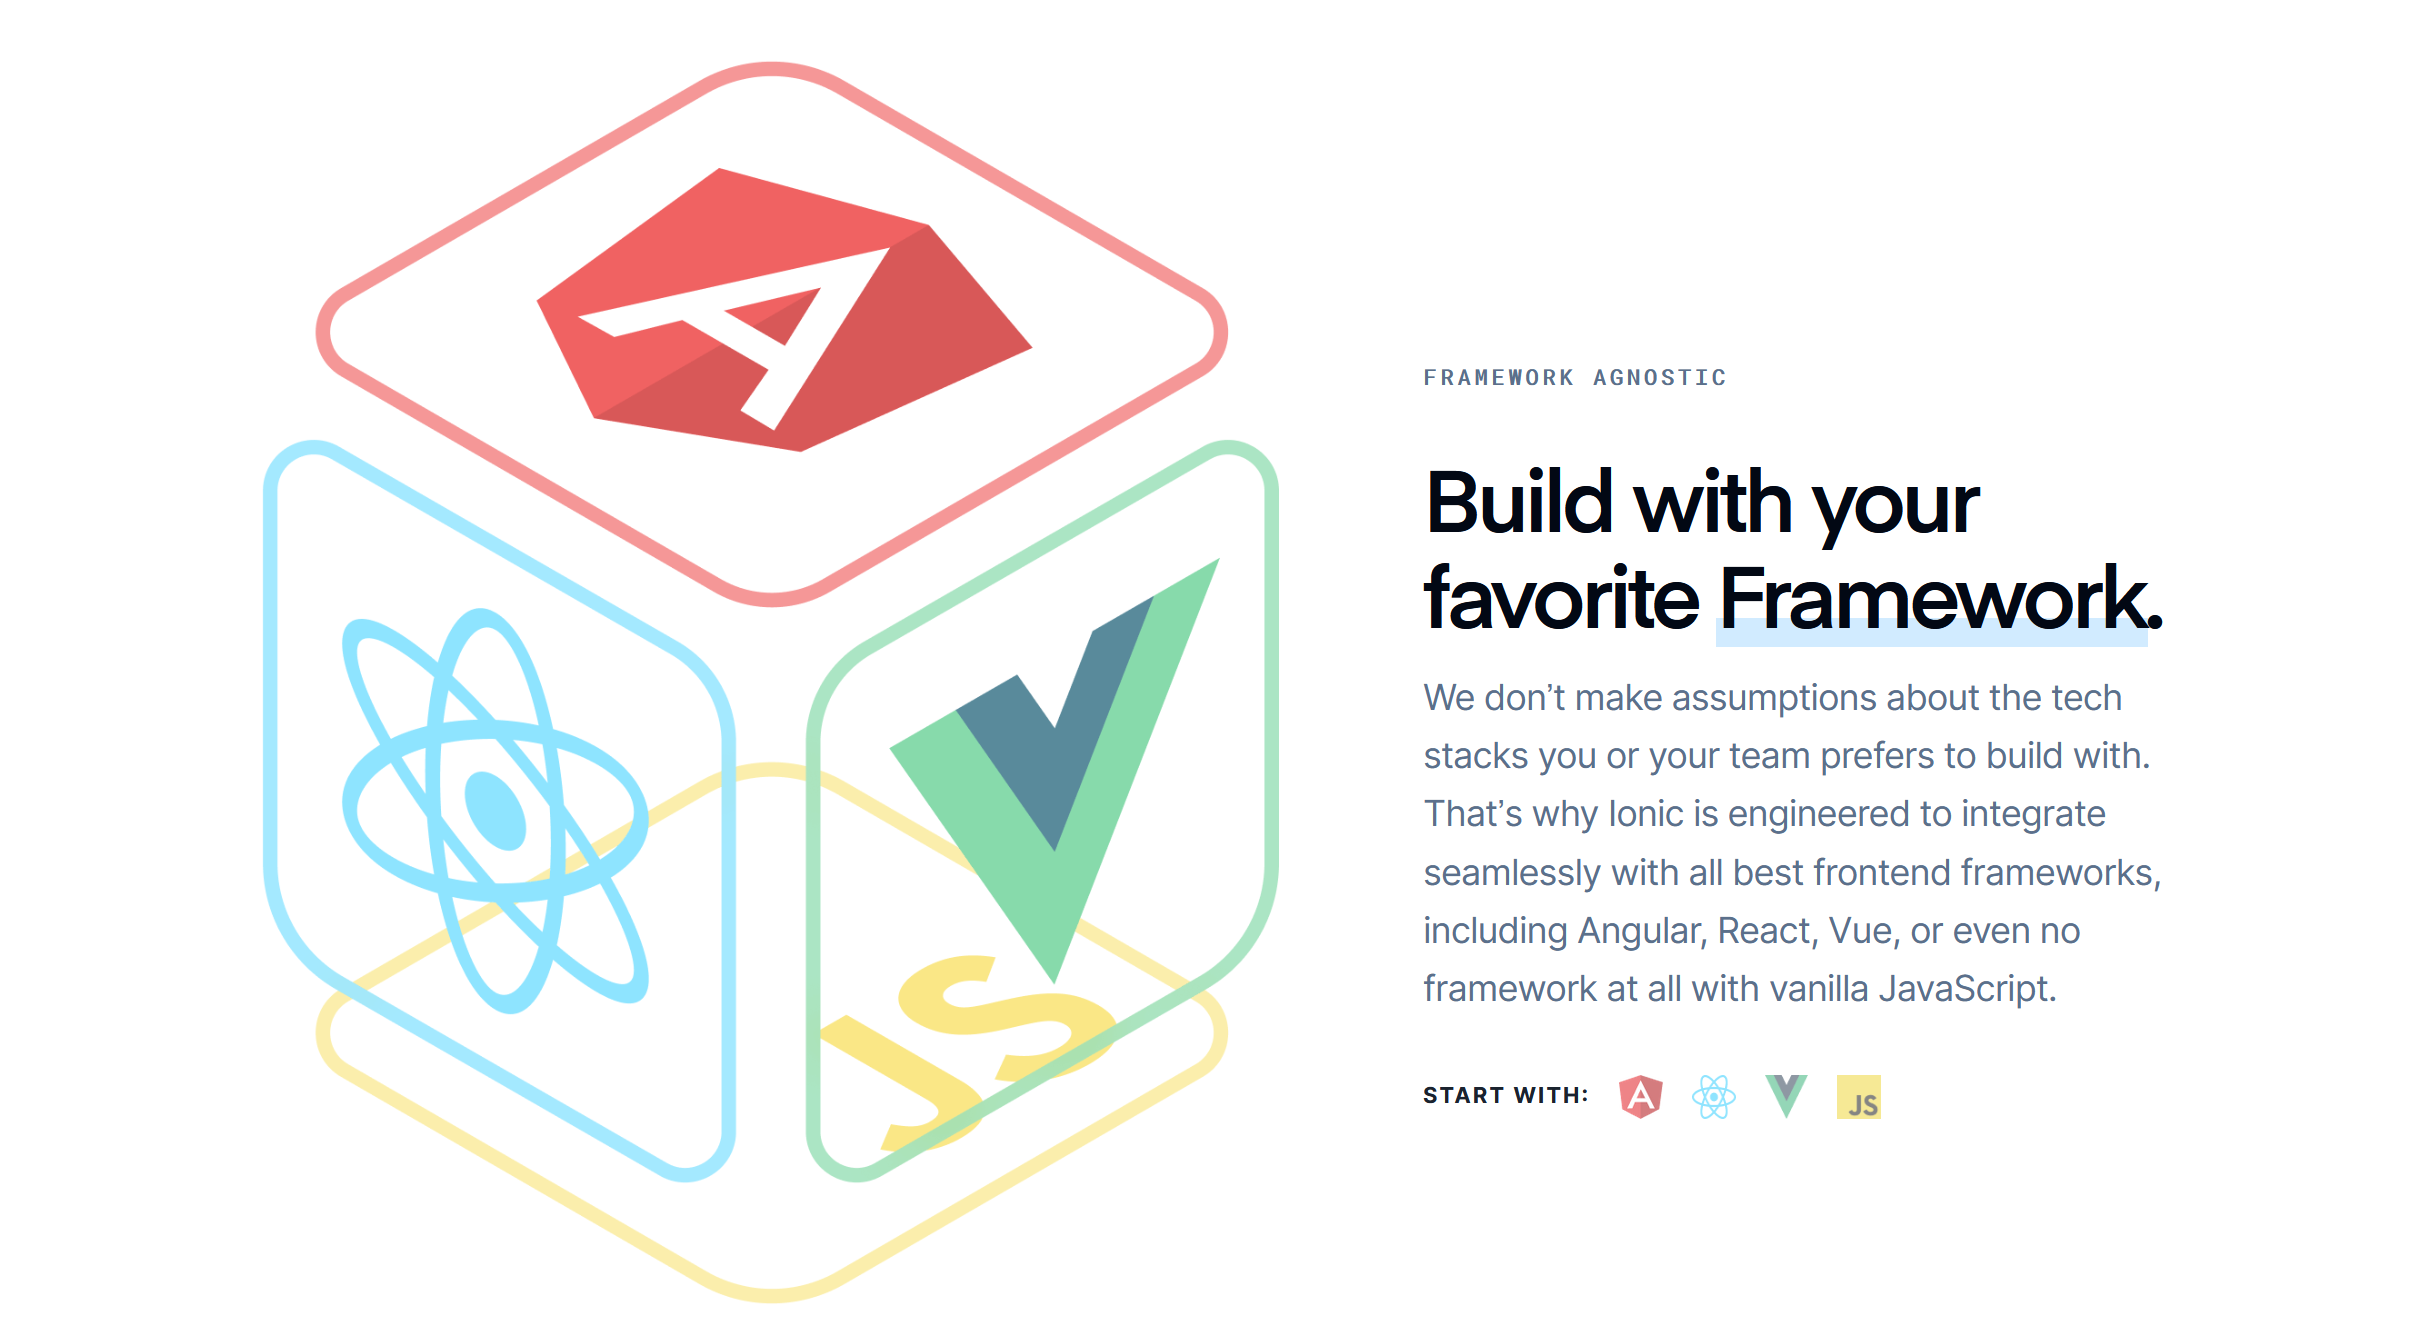 A
JS
FRAMEWORK AGNOSTIC
Build with your
favorite Framework.
We don’t make assumptions about the tech
stacks you or your team prefers to build with.
That’s why Ionic is engineered to integrate
seamlessly with all best frontend frameworks,
including Angular, React, Vue, or even no
framework at all with vanilla JavaScript.
START WITH: A JS